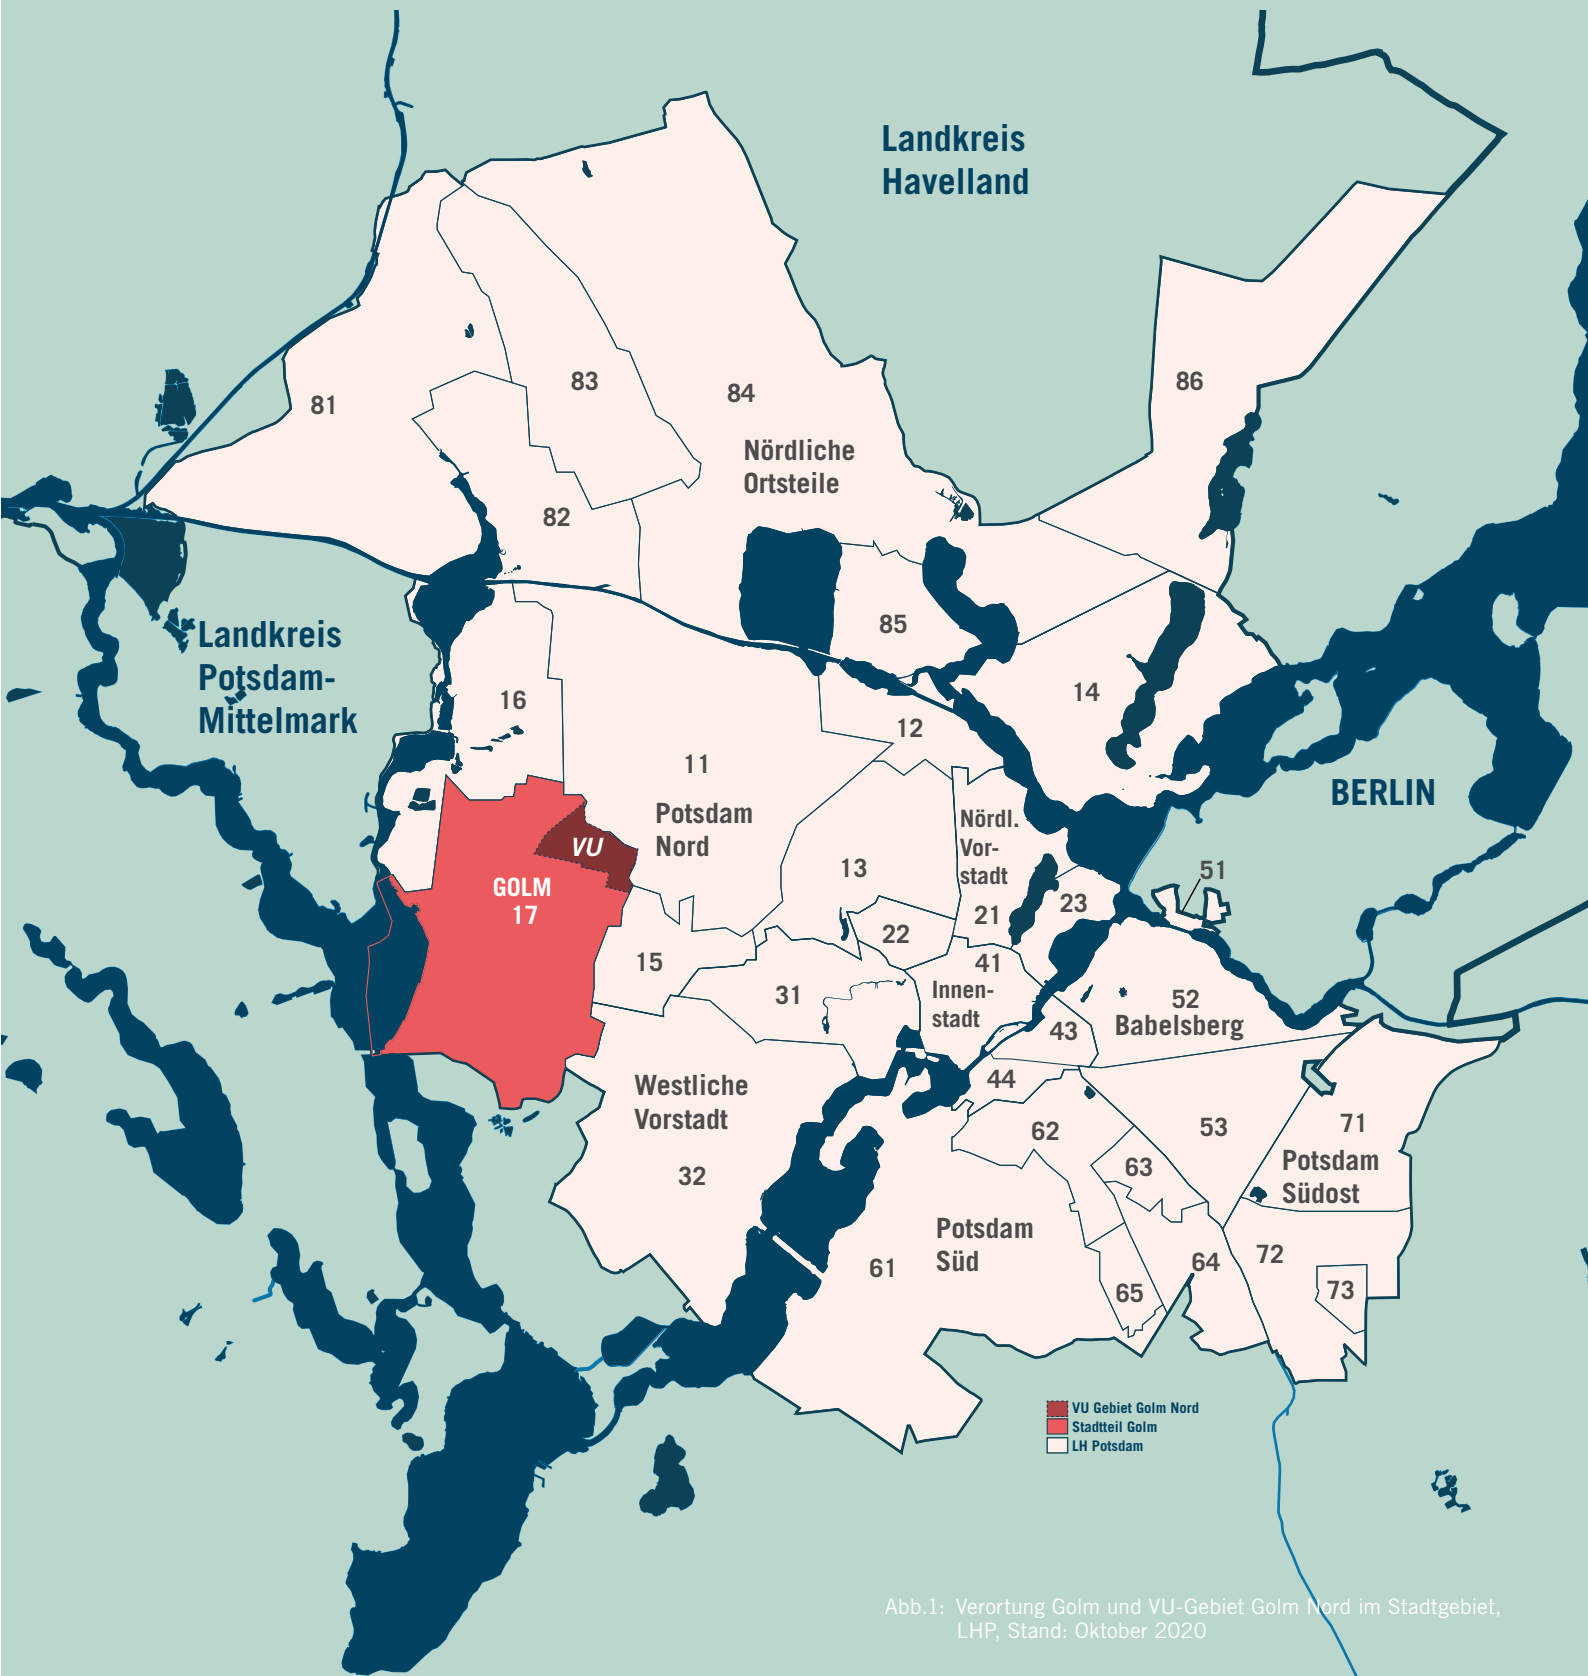 Landkreis
Havelland
83
84
86
81
Nördliche
Ortsteile
82
85
Landkreis
Potsdam-
Mittelmark
16
14
12
11
BERLIN
Potsdam
Nord
Nördl.
Vor-
stadt
VU
13
51
GOLM
17
21
23
22
15
41
31
Innen-
stadt
52
Babelsberg
43
44
Westliche
Vorstadt
62
53
71
Potsdam
Südost
63
32
Potsdam
Süd
61
64
72
65
73
VU Gebiet Golm Nord
Stadtteil Golm
LH Potsdam
Abb.1: Verortung Golm und VU-Gebiet Golm Nord im Stadtgebiet,
LHP, Stand: Oktober 2020